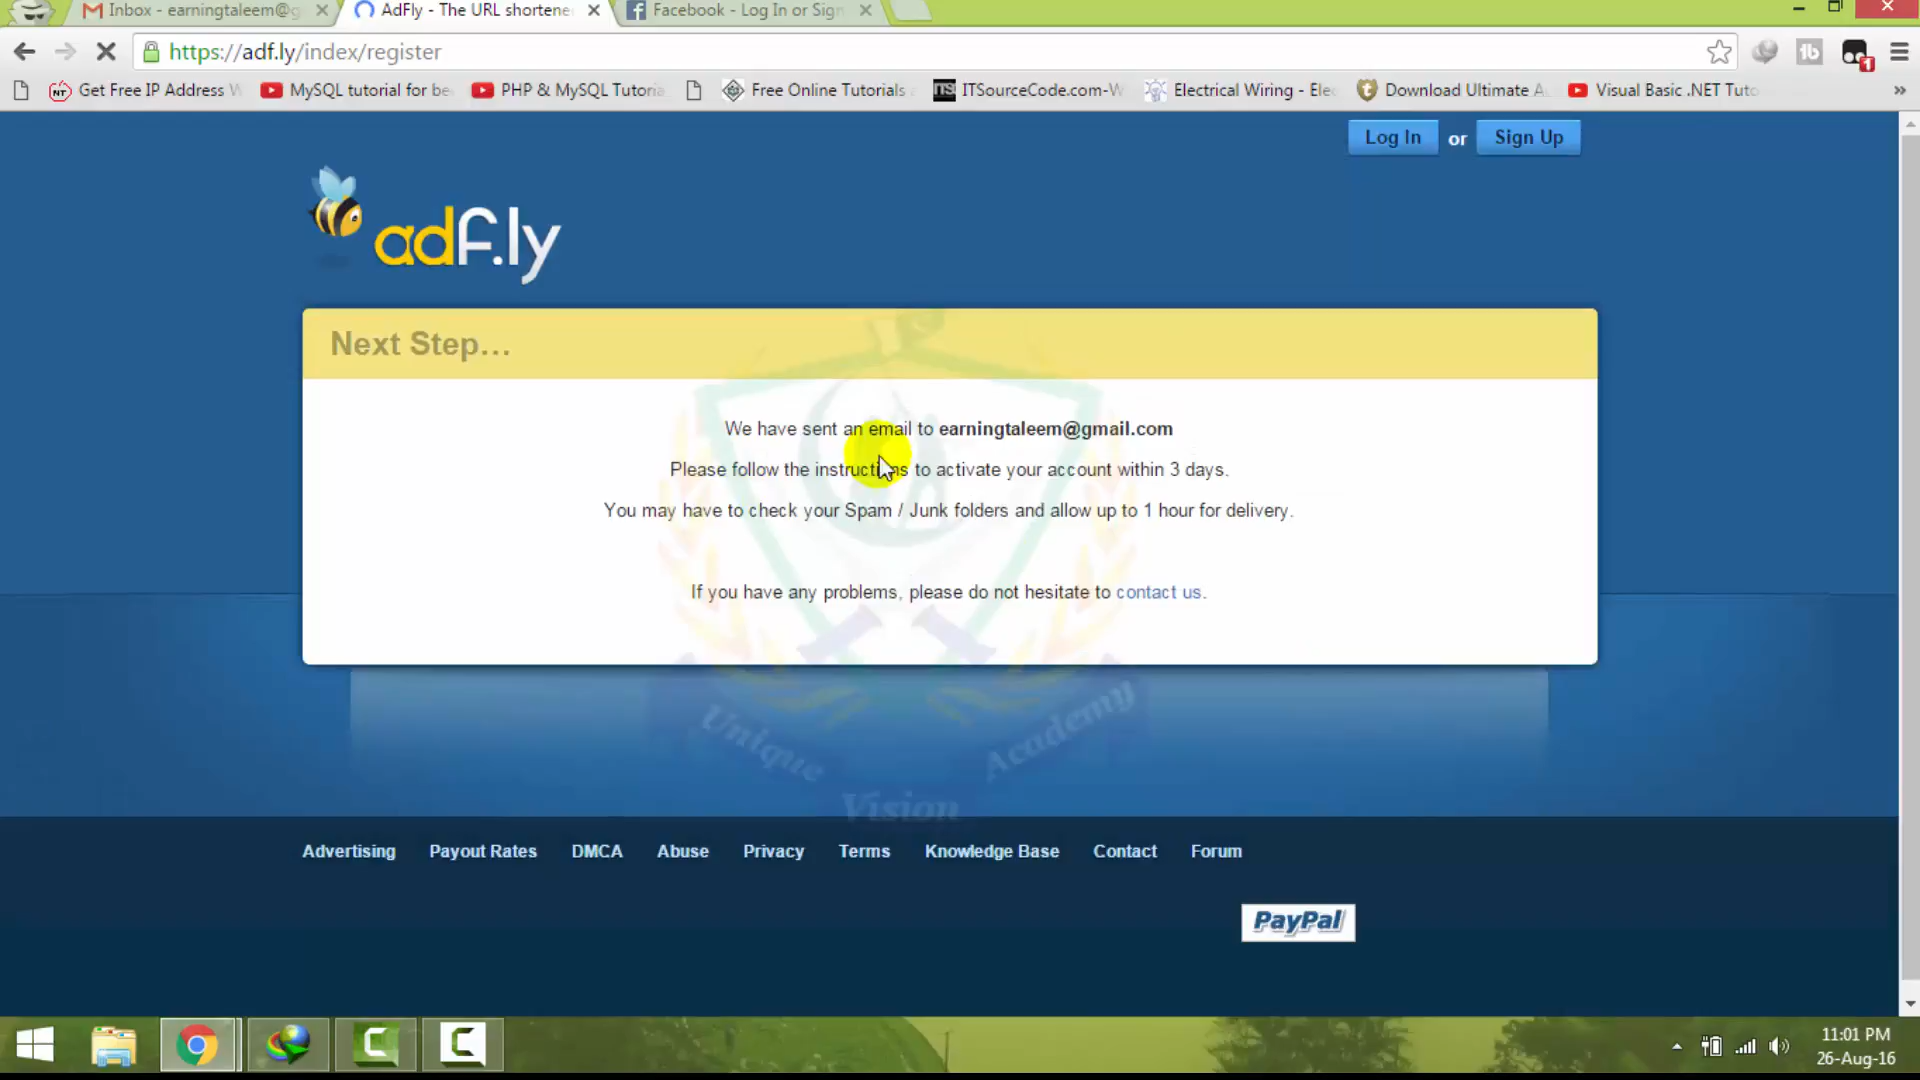 Inbox - earningtaleem@g
AdFly - The URL shortene
Facebook - Log In or Sig
https://adf.ly/index/register
Get Free IP Address
MySQL tutorial for be
PHP & MySQL Tutoria
Free Online Tutorials
ITSourceCode.com-W
Electrical Wiring - Ele
Download Ultimate A
Visual Basic .NET Tuto
Log In or Sign Up
adf.ly
Next Step...
We have sent an email to earningtaleem@gmail.com
Please follow the instructions to activate your account within 3 days.
You may have to check your Spam / Junk folders and allow up to 1 hour for delivery.
If you have any problems, please do not hesitate to contact us.
Unique Vision Academy
Advertising Payout Rates DMCA Abuse Privacy Terms Knowledge Base Contact Forum
PayPal
11:01 PM
26-Aug-16